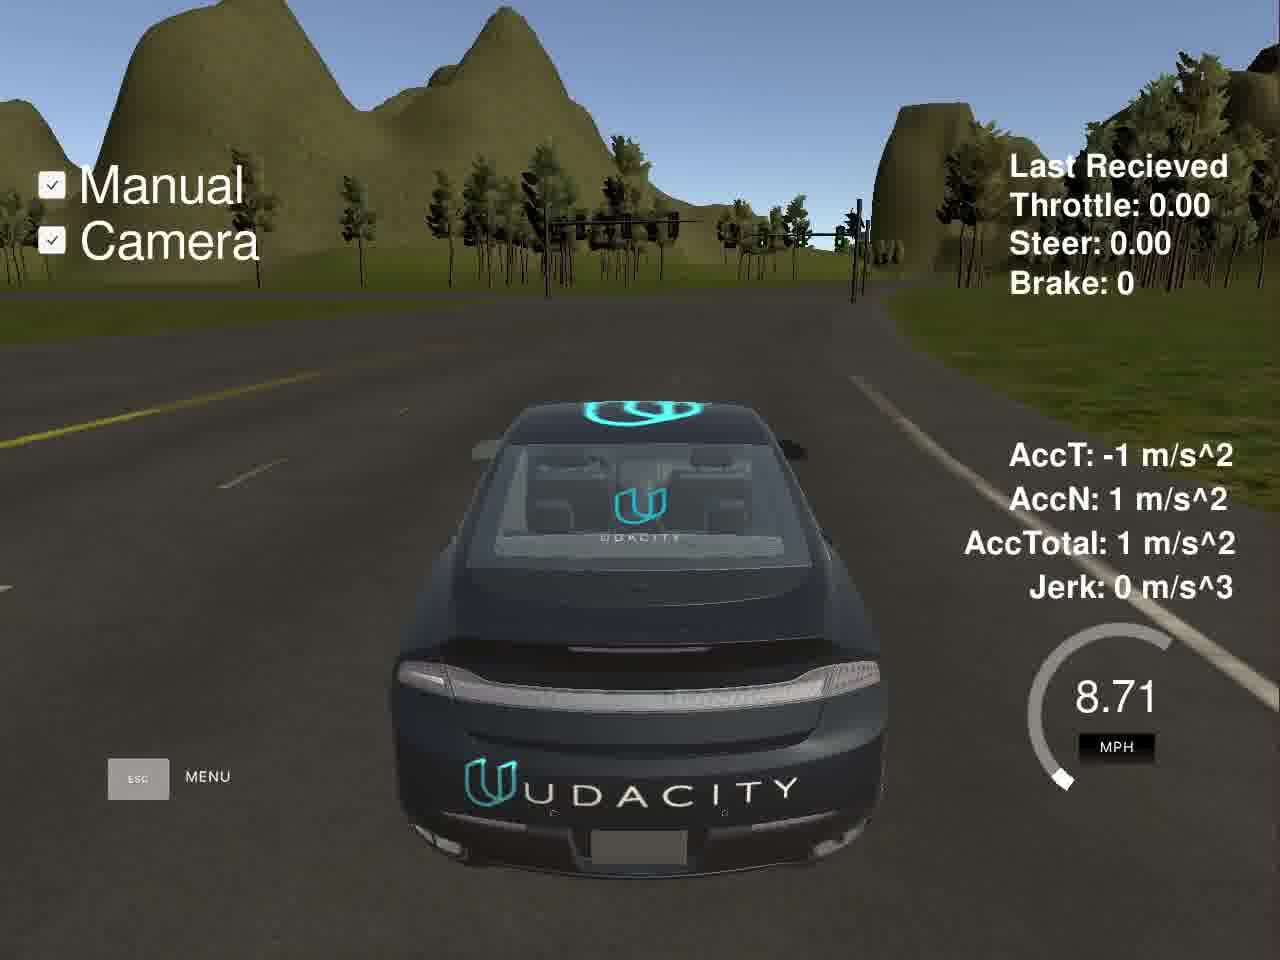 Manual
Camera
Last Recieved
Throttle: 0.00
Steer: 0.00
Brake: 0
AccT: -1 m/s^2
AccN: 1 m/s^2
AccTotal: 1 m/s^2
Jerk: 0 m/s^3
UDACITY
8.71
MPH
ESC MENU
UDACITY